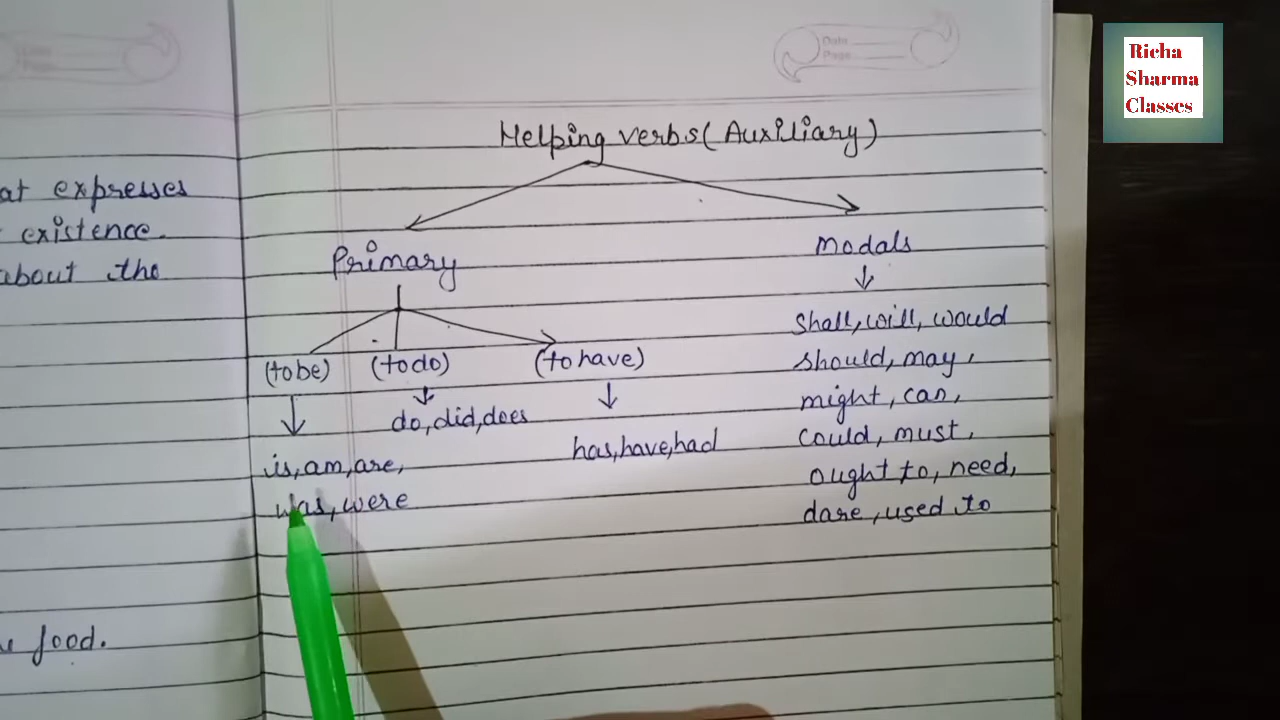 Richa
Sharma
Classes
Date
Page
Helping verbs (Auxiliary)
at expresses
existence.
about the
Primary
Modals
(to be) (to do) (to have)
do, did, does
has, have, had
is, am, are,
was, were
shall, will, would
should, may,
might, can,
could, must,
ought to, need,
dare, used to
food.